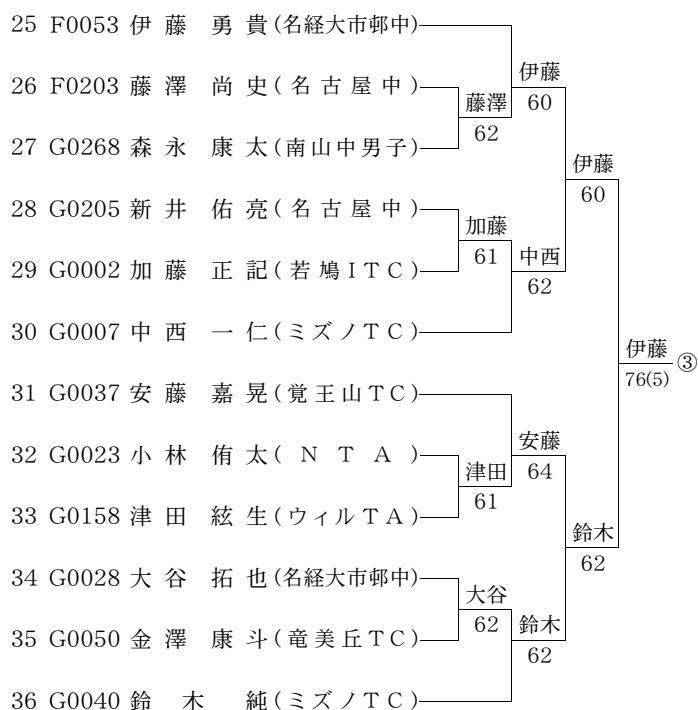 25 F0053 伊藤 勇貴(名経大市邨中)
伊藤
26 F0203 藤澤 尚史(名古屋中)
藤澤
60
62
27 G0268 森永 康太(南山中男子)
伊藤
60
28 G0205 新井 佑亮(名古屋中)
加藤
61
中西
29 G0002 加藤 正記(若鳩ITC)
62
30 G0007 中西 一仁(ミズノTC)
伊藤
③
76(5)
31 G0037 安藤 嘉晃(覚王山TC)
安藤
32 G0023 小林 侑太(NTA)
津田
64
61
33 G0158 津田 絃生(ウィルTA)
鈴木
62
34 G0028 大谷 拓也(名経大市邨中)
大谷
62
鈴木
35 G0050 金澤 康斗(竜美丘TC)
62
36 G0040 鈴木 純(ミズノTC)